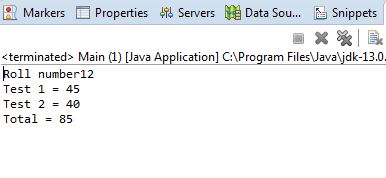 Markers Properties Servers Data Sou... Snippets
<terminated> Main (1) [Java Application] C:\Program Files\Java\jdk-13.0.
Roll number12
Test 1 = 45
Test 2 = 40
Total = 85